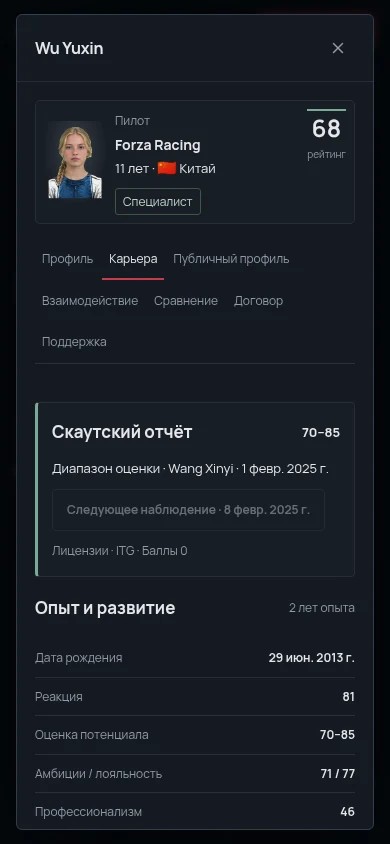 Wu Yuxin
Пилот
Forza Racing
11 лет · 🇨🇳 Китай
Специалист
68
рейтинг
Профиль Карьера Публичный профиль
Взаимодействие Сравнение Договор
Поддержка
Скаутский отчёт 70–85
Диапазон оценки · Wang Xinyi · 1 февр. 2025 г.
Следующее наблюдение · 8 февр. 2025 г.
Лицензии · ITG · Баллы 0
Опыт и развитие 2 лет опыта
Дата рождения 29 июн. 2013 г.
Реакция 81
Оценка потенциала 70–85
Амбиции / лояльность 71 / 77
Профессионализм 46